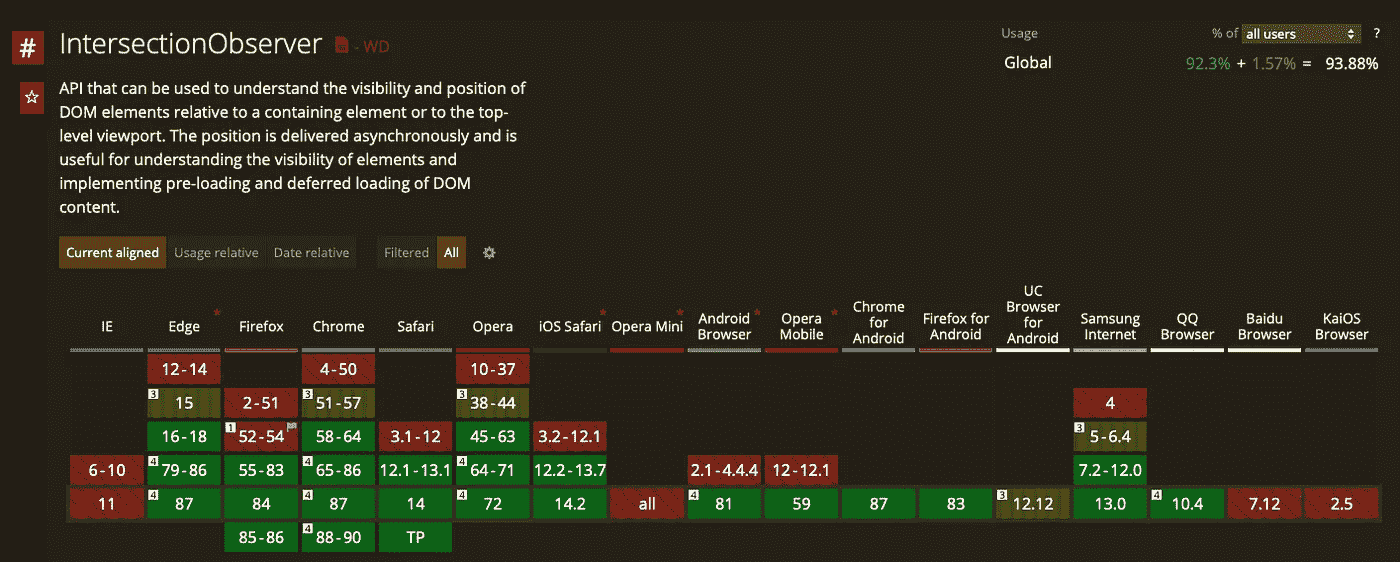 #
IntersectionObserver - WD
Usage % of all users ?
Global 92.3% + 1.57% = 93.88%
☆
API that can be used to understand the visibility and position of
DOM elements relative to a containing element or to the top-
level viewport. The position is delivered asynchronously and is
useful for understanding the visibility of elements and
implementing pre-loading and deferred loading of DOM
content.
Current aligned Usage relative Date relative Filtered All
IE Edge * Firefox Chrome Safari Opera iOS Safari * Opera Mini * Android Browser * Opera Mobile * Chrome for Android Firefox for Android UC Browser for Android Samsung Internet QQ Browser Baidu Browser KaiOS Browser
12-14 4-50 10-37
3 15 2-51 3 51-57 3 38-44 4
16-18 1 52-54 58-64 3.1-12 45-63 3.2-12.1 3 5-6.4
6-10 4 79-86 55-83 4 65-86 12.1-13.1 4 64-71 12.2-13.7 2.1-4.4.4 12-12.1 7.2-12.0
11 4 87 84 4 87 14 4 72 14.2 all 4 81 59 87 83 3 12.12 13.0 4 10.4 7.12 2.5
85-86 4 88-90 TP